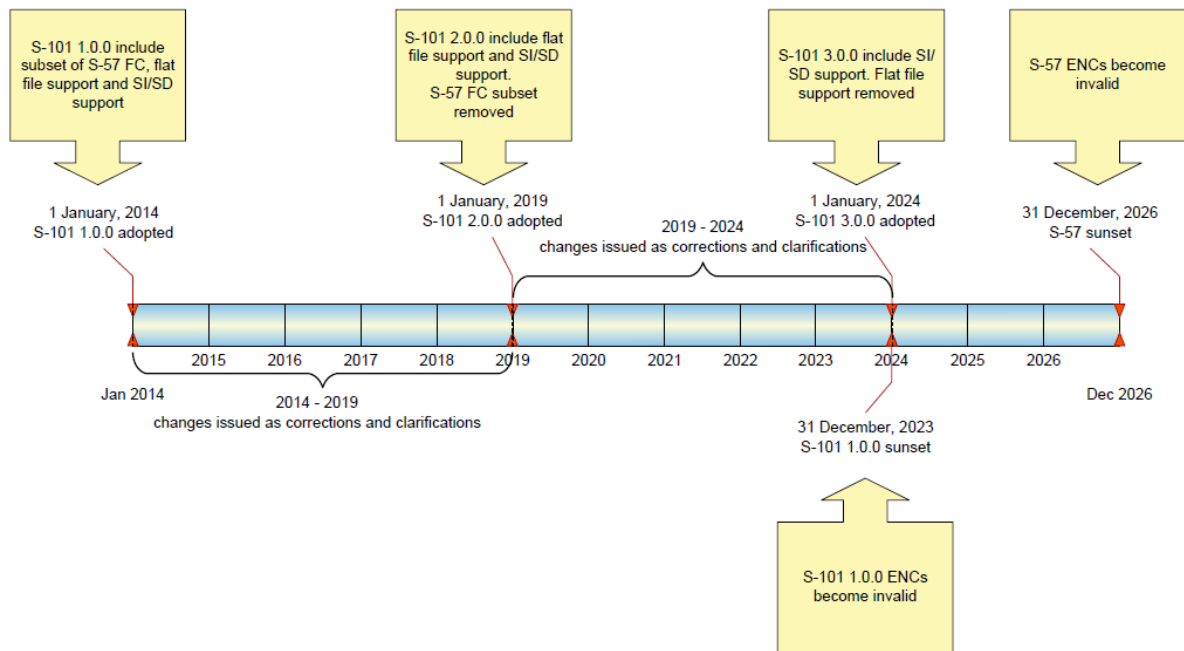 S-101 1.0.0 include
subset of S-57 FC, flat
file support and SI/SD
support
S-101 2.0.0 include flat
file support and SI/SD
support.
S-57 FC subset
removed
S-101 3.0.0 include SI/
SD support. Flat file
support removed
S-57 ENCs become
invalid
1 January, 2014
S-101 1.0.0 adopted
1 January, 2019
S-101 2.0.0 adopted
1 January, 2024
S-101 3.0.0 adopted
31 December, 2026
S-57 sunset
2019 - 2024
changes issued as corrections and clarifications
2015
2016
2017
2018
2019
2020
2021
2022
2023
2024
2025
2026
Jan 2014
Dec 2026
2014 - 2019
changes issued as corrections and clarifications
31 December, 2023
S-101 1.0.0 sunset
S-101 1.0.0 ENCs
become invalid